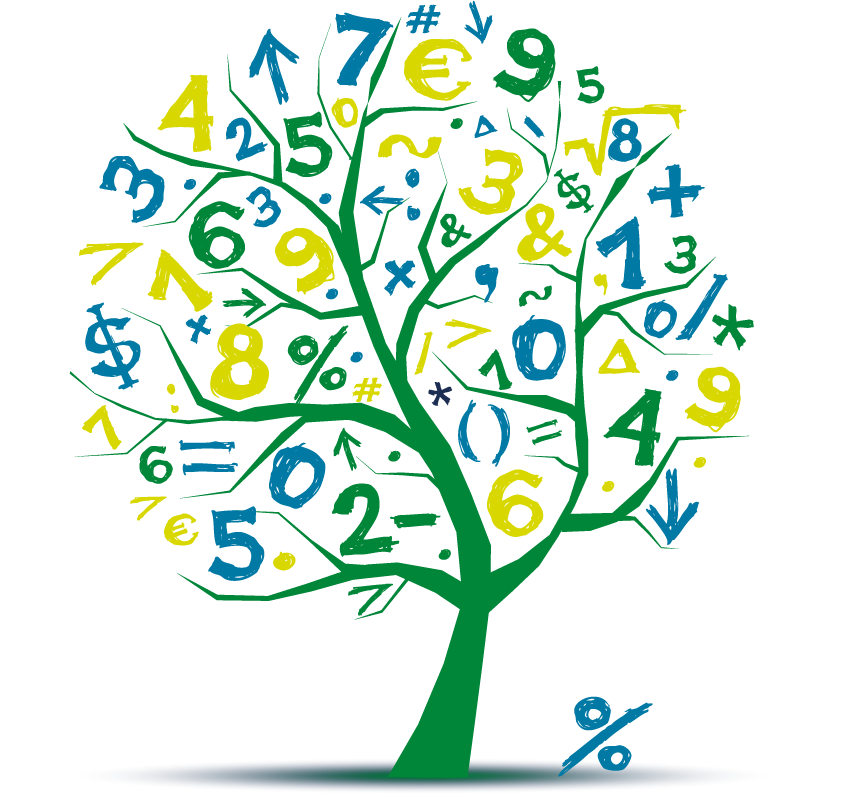 7 # ↓ € 9
↑ 5
4 0 √8
2 5 ~ Δ
3 ← 3 $ +
6 3 9 & & 1 3
> 1 × , 
→ ~ 0 / *
$ × 8 % / > 1 0 Δ
# * 9
1 ( ) = 4
6 = 0 ↑
> € 5 2 - 6 ↓
>
%